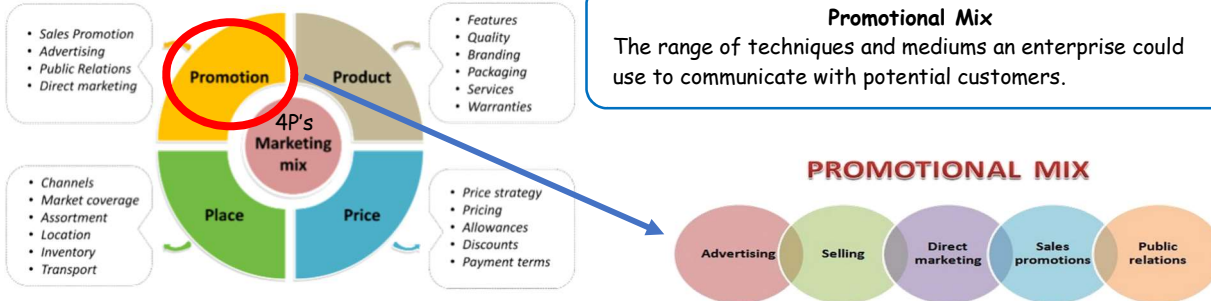 • Sales Promotion
• Advertising
• Public Relations
• Direct marketing
Promotion
Product
• Features
• Quality
• Branding
• Packaging
• Services
• Warranties
4P's
Marketing
mix
• Channels
• Market coverage
• Assortment
• Location
• Inventory
• Transport
Place
Price
• Price strategy
• Pricing
• Allowances
• Discounts
• Payment terms
Promotional Mix
The range of techniques and mediums an enterprise could
use to communicate with potential customers.
PROMOTIONAL MIX
Advertising
Selling
Direct
marketing
Sales
promotions
Public
relations